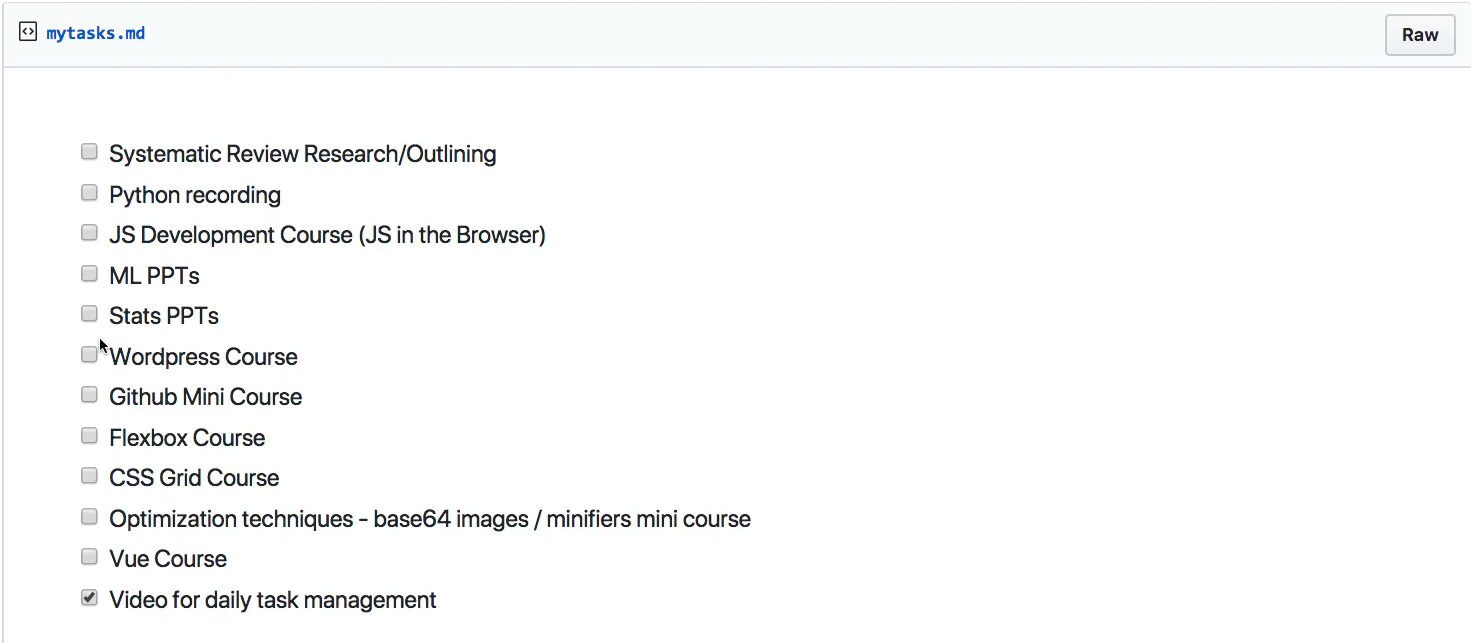 mytasks.md
Raw
Systematic Review Research/Outlining
Python recording
JS Development Course (JS in the Browser)
ML PPTs
Stats PPTs
Wordpress Course
Github Mini Course
Flexbox Course
CSS Grid Course
Optimization techniques - base64 images / minifiers mini course
Vue Course
Video for daily task management